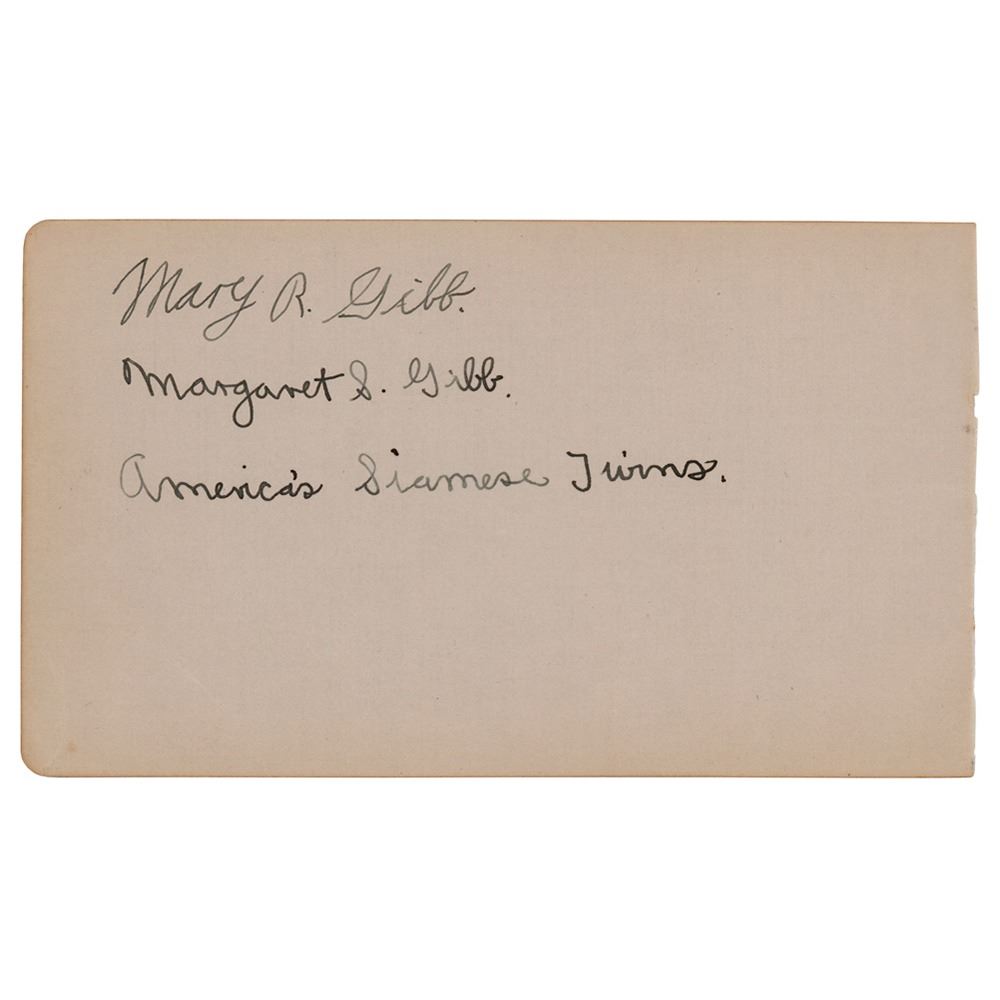 Mary R. Gibb.
Margaret S. Gibb.
America's Siamese Twins.